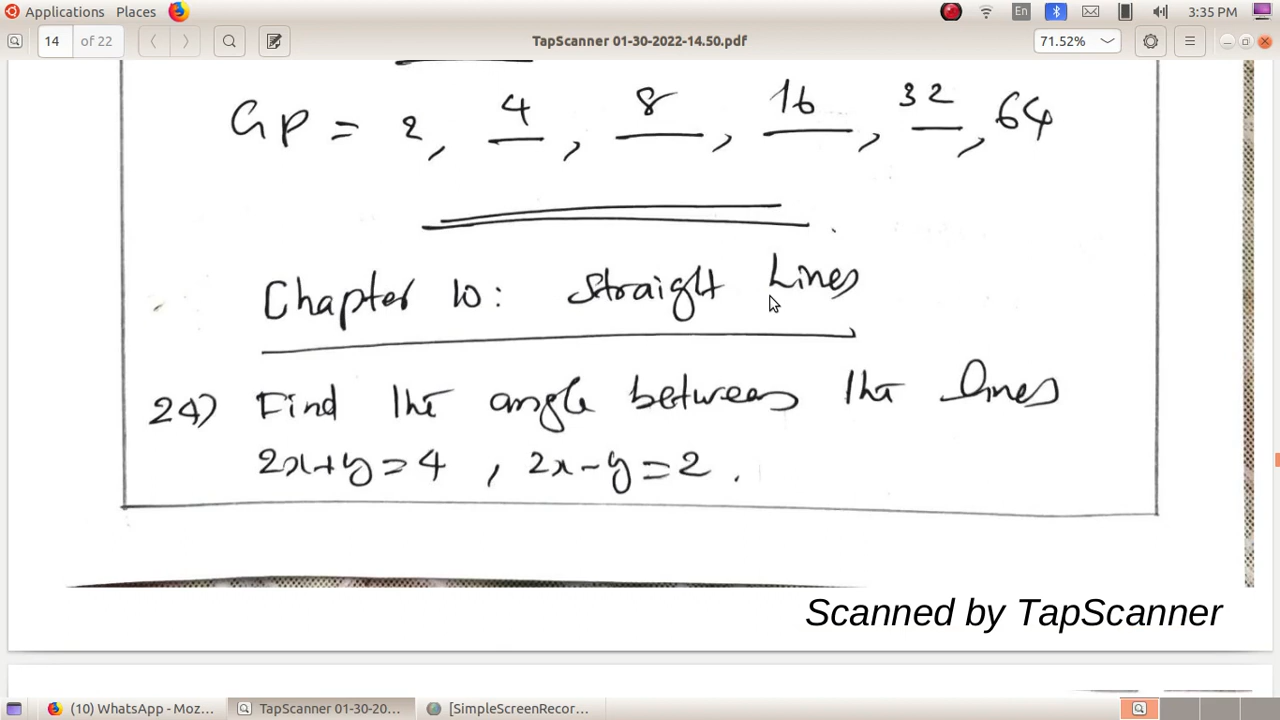 Applications Places En 3:35 PM
14 of 22 TapScanner 01-30-2022-14.50.pdf 71.52%
GP = 2, 4, 8, 16, 32, 64
Chapter 10: Straight Lines
24) Find the angle between the lines
2x+y=4 , 2x-y=2 .
Scanned by TapScanner
(10) WhatsApp - Moz... TapScanner 01-30-20... [SimpleScreenRecor...